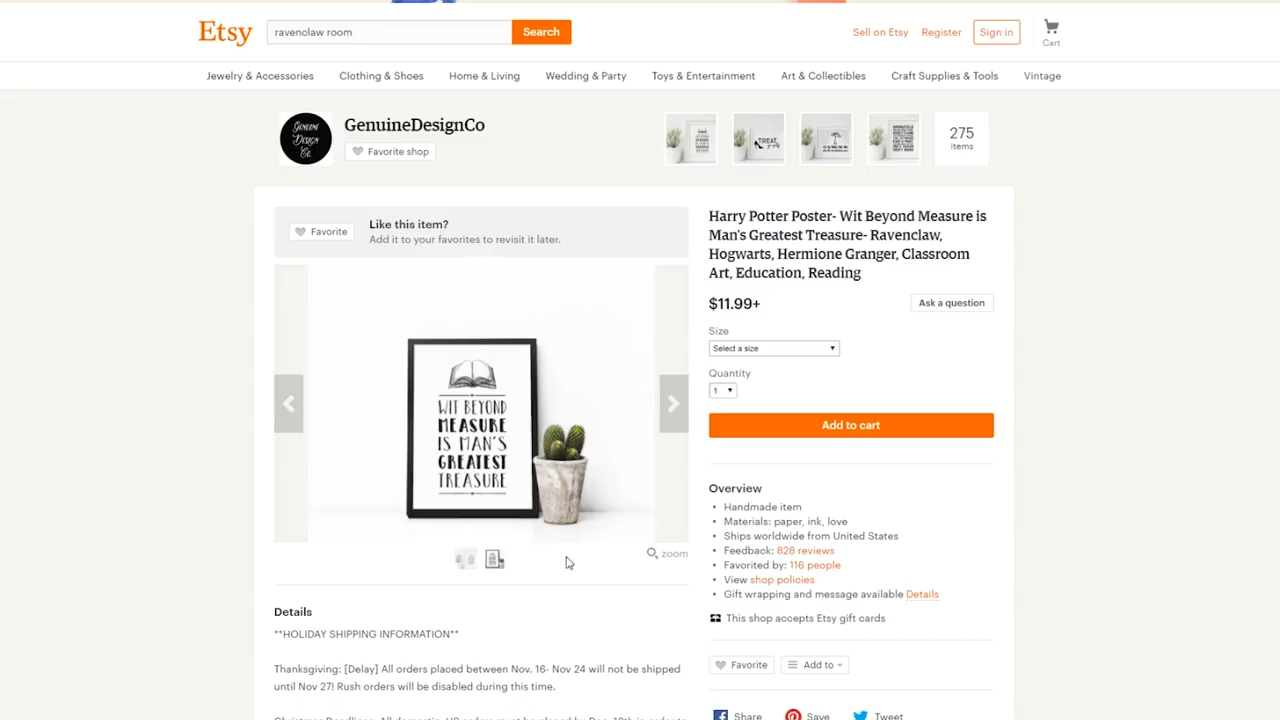 Etsy
ravenclaw room
Search
Sell on Etsy
Register
Sign in
Cart
Jewelry & Accessories
Clothing & Shoes
Home & Living
Wedding & Party
Toys & Entertainment
Art & Collectibles
Craft Supplies & Tools
Vintage
GENUINE
DESIGN
CO.
GenuineDesignCo
Favorite shop
TREAT
275
items
Favorite
Like this item?
Add it to your favorites to revisit it later.
WIT BEYOND
MEASURE
IS MAN'S
GREATEST
TREASURE
zoom
Harry Potter Poster- Wit Beyond Measure is
Man's Greatest Treasure- Ravenclaw,
Hogwarts, Hermione Granger, Classroom
Art, Education, Reading
$11.99+
Ask a question
Size
Select a size
Quantity
1
Add to cart
Overview
• Handmade item
• Materials: paper, ink, love
• Ships worldwide from United States
• Feedback: 828 reviews
• Favorited by: 116 people
• View shop policies
• Gift wrapping and message available Details
This shop accepts Etsy gift cards
Favorite
Add to
Share
Save
Tweet
Details
**HOLIDAY SHIPPING INFORMATION**
Thanksgiving: [Delay] All orders placed between Nov. 16- Nov 24 will not be shipped
until Nov 27! Rush orders will be disabled during this time.